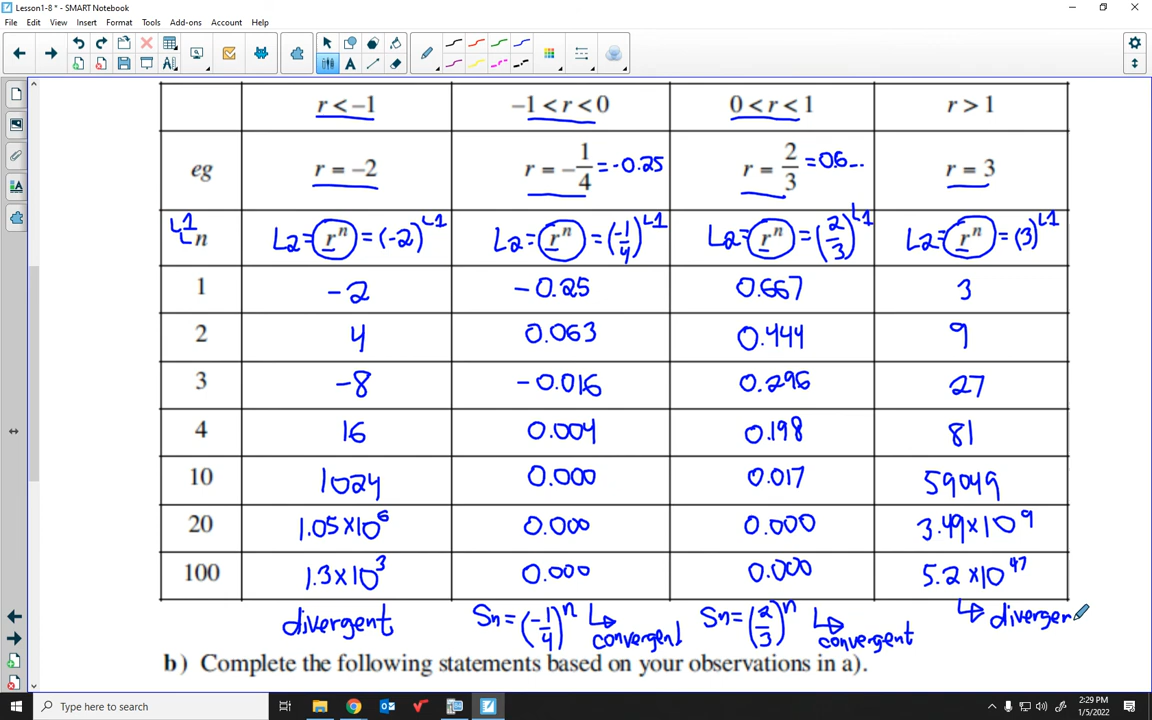 Lesson1-8 * - SMART Notebook
File Edit View Insert Format Tools Add-ons Account Help
r < -1 -1 < r < 0 0 < r < 1 r > 1
eg r = -2 r = -1/4 = -0.25 r = 2/3 = 0.6... r = 3
L1
L n L2 = r^n = (-2)^L1 L2 = r^n = (-1/4)^L1 L2 = r^n = (2/3)^L1 L2 = r^n = (3)^L1
1 -2 -0.25 0.667 3
2 4 0.063 0.444 9
3 -8 -0.016 0.296 27
4 16 0.004 0.198 81
10 1024 0.000 0.017 59049
20 1.05×10^6 0.000 0.000 3.49×10^9
100 1.3×10^3 0.000 0.000 5.2×10^47
divergent Sn = (-1/4)^n ↳ convergent Sn = (2/3)^n ↳ convergent ↳ divergen
b) Complete the following statements based on your observations in a).
Type here to search
2:29 PM
1/5/2022